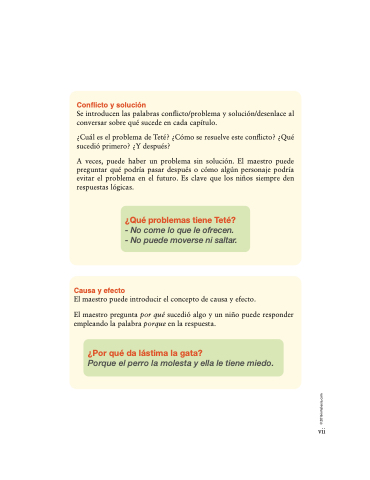 Conflicto y solución
Se introducen las palabras conflicto/problema y solución/desenlace al
conversar sobre qué sucede en cada capítulo.
¿Cuál es el problema de Teté? ¿Cómo se resuelve este conflicto? ¿Qué
sucedió primero? ¿Y después?
A veces, puede haber un problema sin solución. El maestro puede
preguntar qué podría pasar después o cómo algún personaje podría
evitar el problema en el futuro. Es clave que los niños siempre den
respuestas lógicas.
¿Qué problemas tiene Teté?
- No come lo que le ofrecen.
- No puede moverse ni saltar.
Causa y efecto
El maestro puede introducir el concepto de causa y efecto.
El maestro pregunta por qué sucedió algo y un niño puede responder
empleando la palabra porque en la respuesta.
¿Por qué da lástima la gata?
Porque el perro la molesta y ella le tiene miedo.
vii